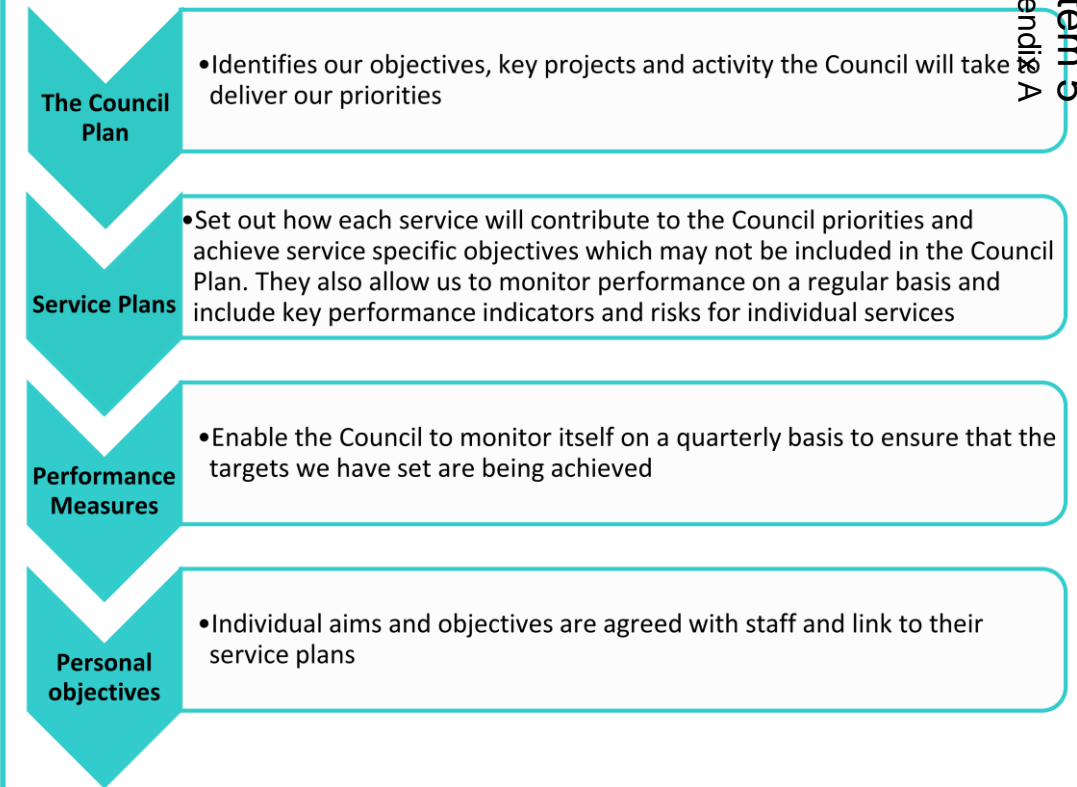 tem 5
endix A
The Council
Plan
•Identifies our objectives, key projects and activity the Council will take to
deliver our priorities
Service Plans
•Set out how each service will contribute to the Council priorities and
achieve service specific objectives which may not be included in the Council
Plan. They also allow us to monitor performance on a regular basis and
include key performance indicators and risks for individual services
Performance
Measures
•Enable the Council to monitor itself on a quarterly basis to ensure that the
targets we have set are being achieved
Personal
objectives
•Individual aims and objectives are agreed with staff and link to their
service plans